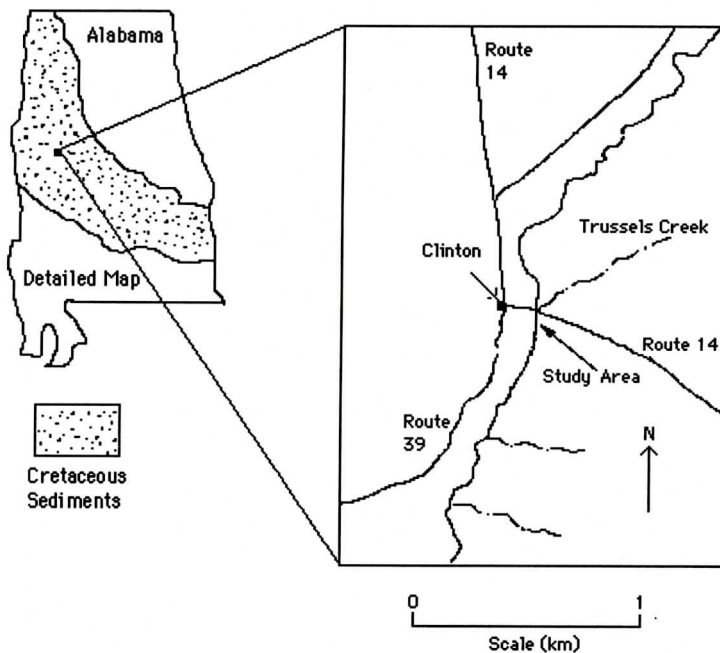 Alabama
Detailed Map
Cretaceous
Sediments
Route
14
Trussels Creek
Clinton
Route 14
Study Area
Route
39
N
0 1
Scale (km)